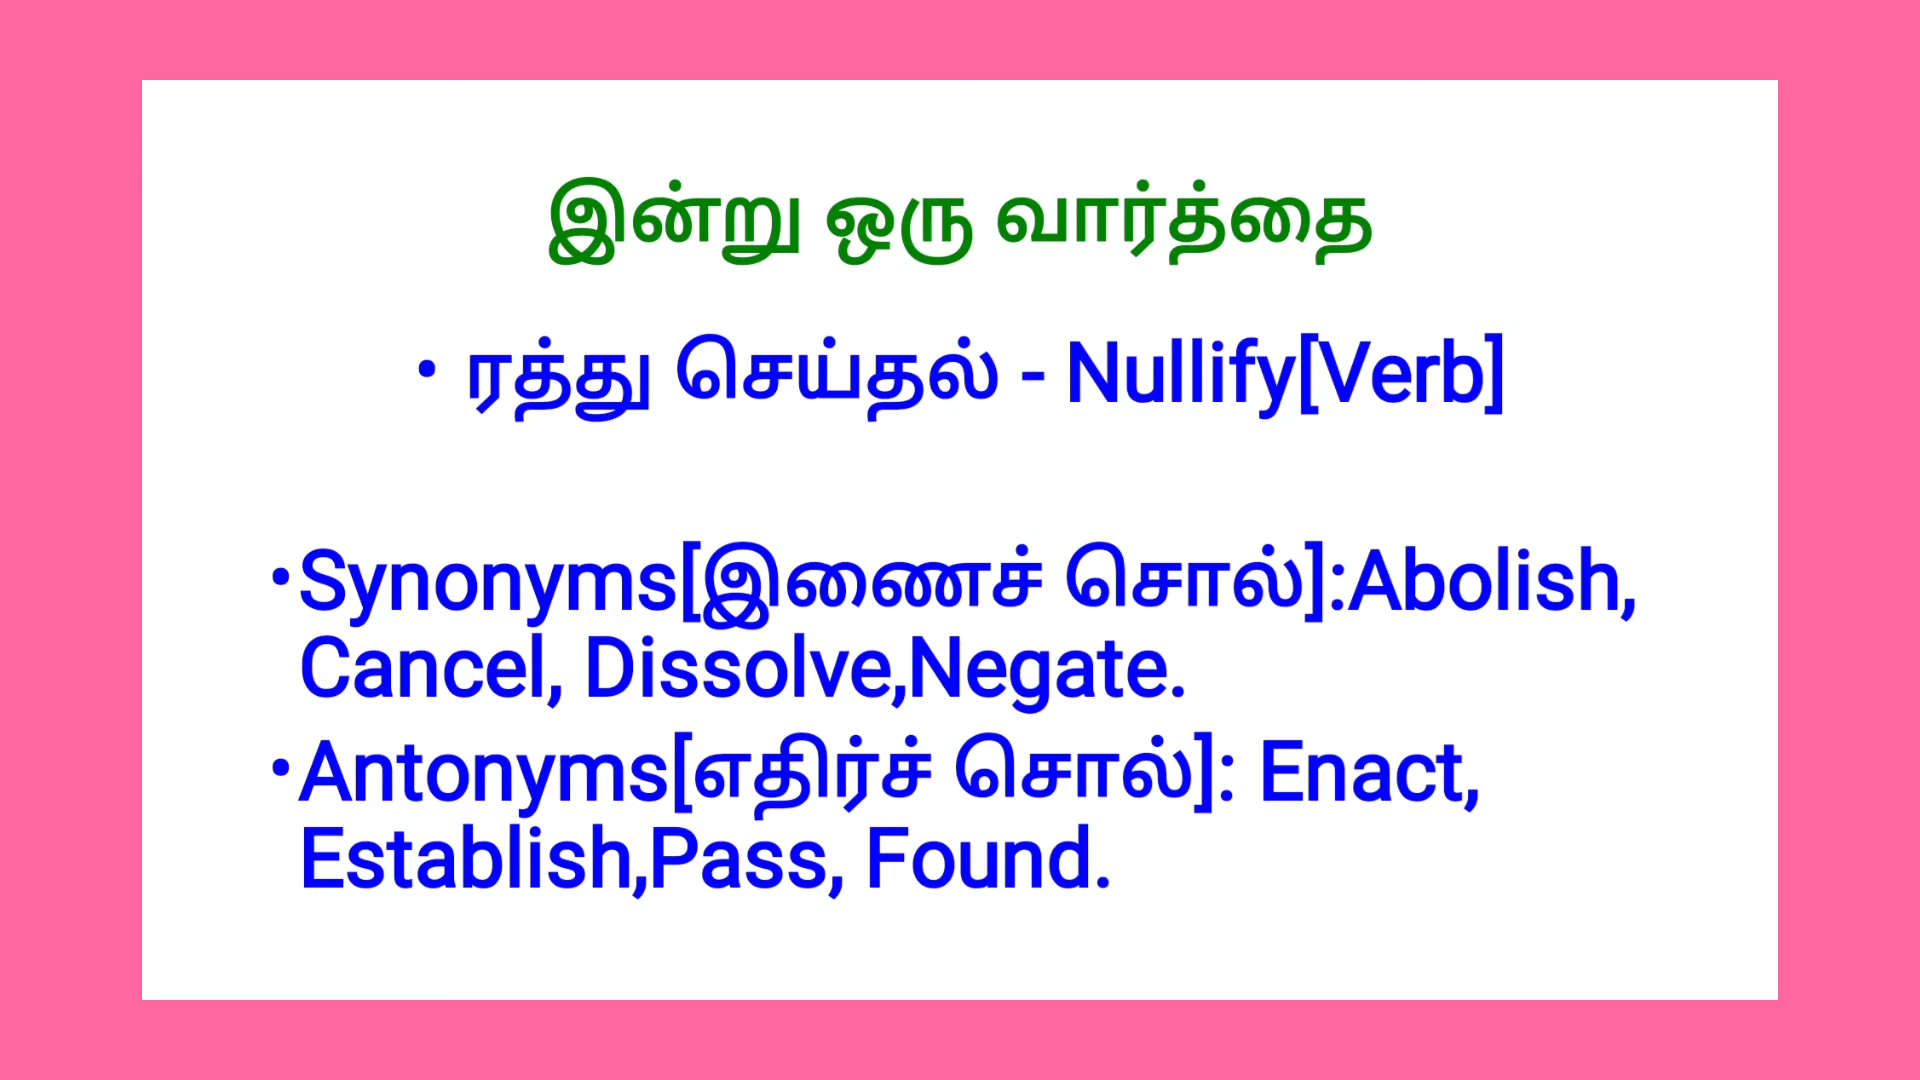 இன்று ஒரு வார்த்தை
• ரத்து செய்தல் - Nullify[Verb]
•Synonyms[இணைச் சொல்]:Abolish,
Cancel, Dissolve,Negate.
•Antonyms[எதிர்ச் சொல்]: Enact,
Establish,Pass, Found.